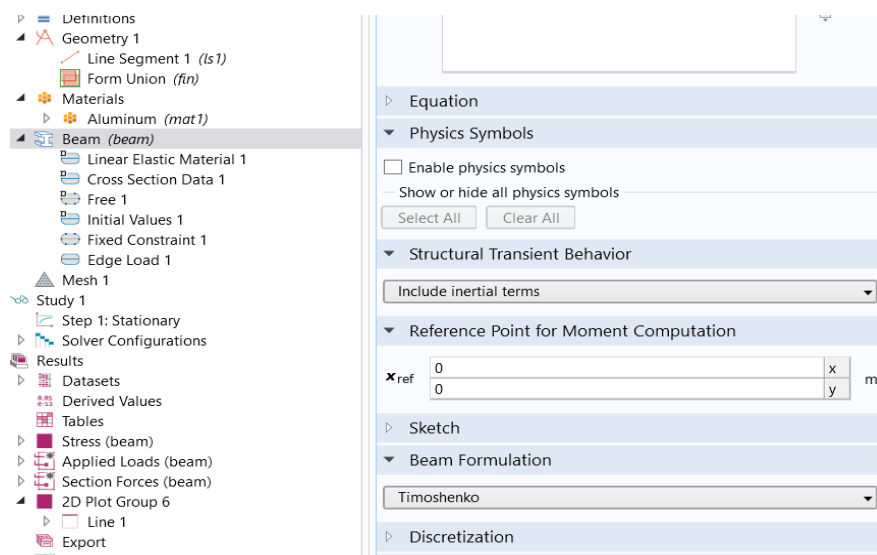 Definitions
Geometry 1
Line Segment 1 (ls1)
Form Union (fin)
Materials
Aluminum (mat1)
Beam (beam)
Linear Elastic Material 1
Cross Section Data 1
Free 1
Initial Values 1
Fixed Constraint 1
Edge Load 1
Mesh 1
Study 1
Step 1: Stationary
Solver Configurations
Results
Datasets
8.85
e-12
Derived Values
Tables
Stress (beam)
Applied Loads (beam)
Section Forces (beam)
2D Plot Group 6
Line 1
Export
Equation
Physics Symbols
Enable physics symbols
Show or hide all physics symbols
Select All Clear All
Structural Transient Behavior
Include inertial terms
Reference Point for Moment Computation
xref 0 x m
0 y
Sketch
Beam Formulation
Timoshenko
Discretization